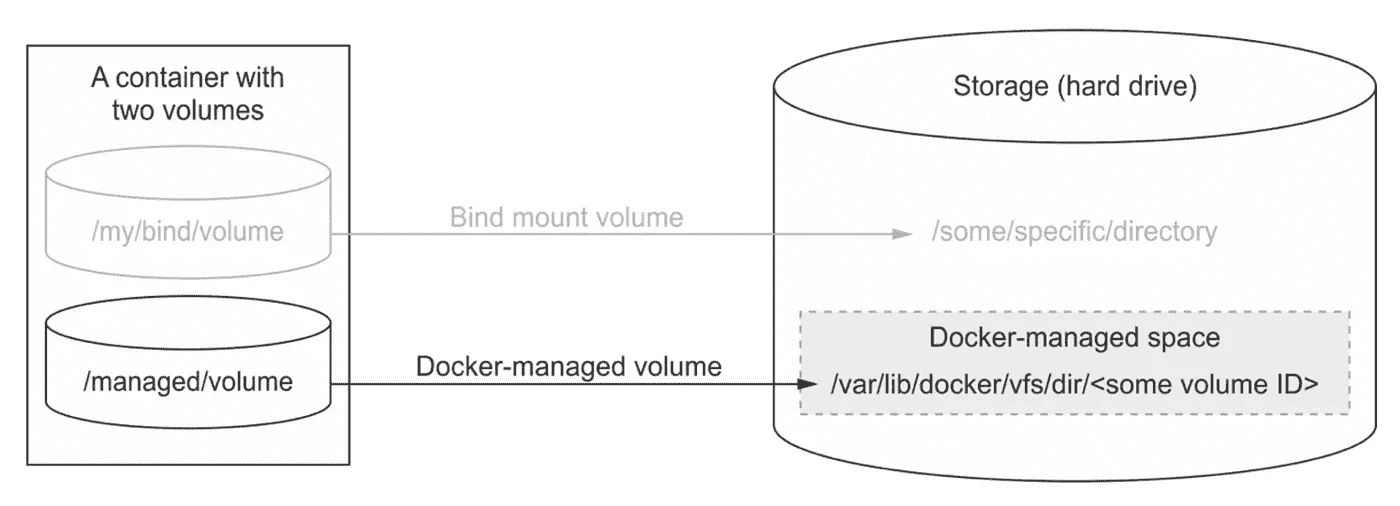 A container with
two volumes
/my/bind/volume
/managed/volume
Bind mount volume
Docker-managed volume
Storage (hard drive)
/some/specific/directory
Docker-managed space
/var/lib/docker/vfs/dir/<some volume ID>